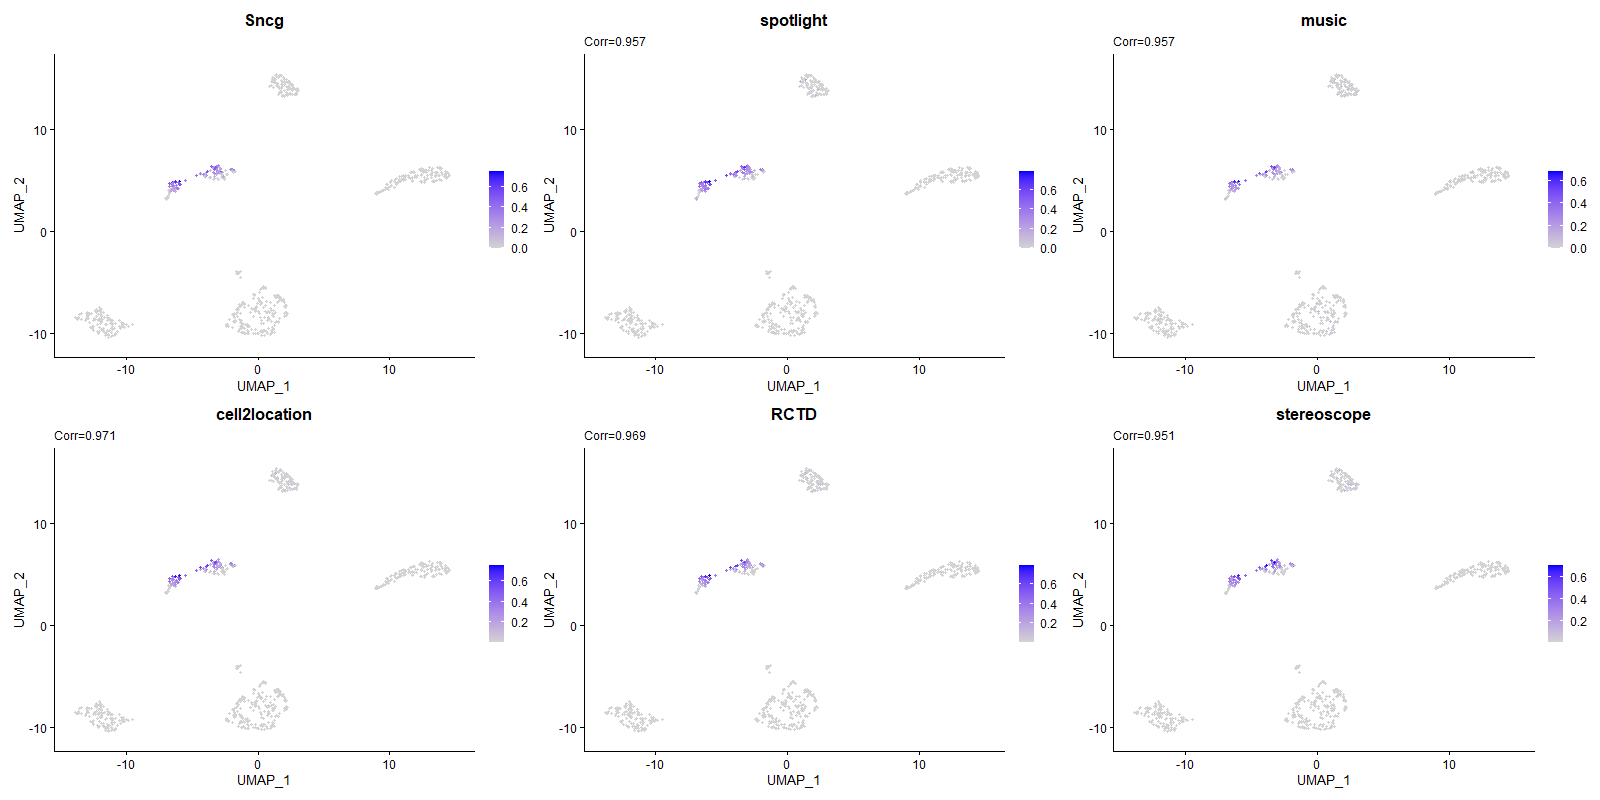 Sncg
spotlight
music
Corr=0.957
Corr=0.957
10
0
-10
UMAP_2
-10
0
10
UMAP_1
0.6
0.4
0.2
0.0
10
0
-10
UMAP_2
-10
0
10
UMAP_1
0.6
0.4
0.2
0.0
10
0
-10
UMAP_2
-10
0
10
UMAP_1
0.6
0.4
0.2
0.0
cell2location
RCTD
stereoscope
Corr=0.971
Corr=0.969
Corr=0.951
10
0
-10
UMAP_2
-10
0
10
UMAP_1
0.6
0.4
0.2
10
0
-10
UMAP_2
-10
0
10
UMAP_1
0.6
0.4
0.2
10
0
-10
UMAP_2
-10
0
10
UMAP_1
0.6
0.4
0.2